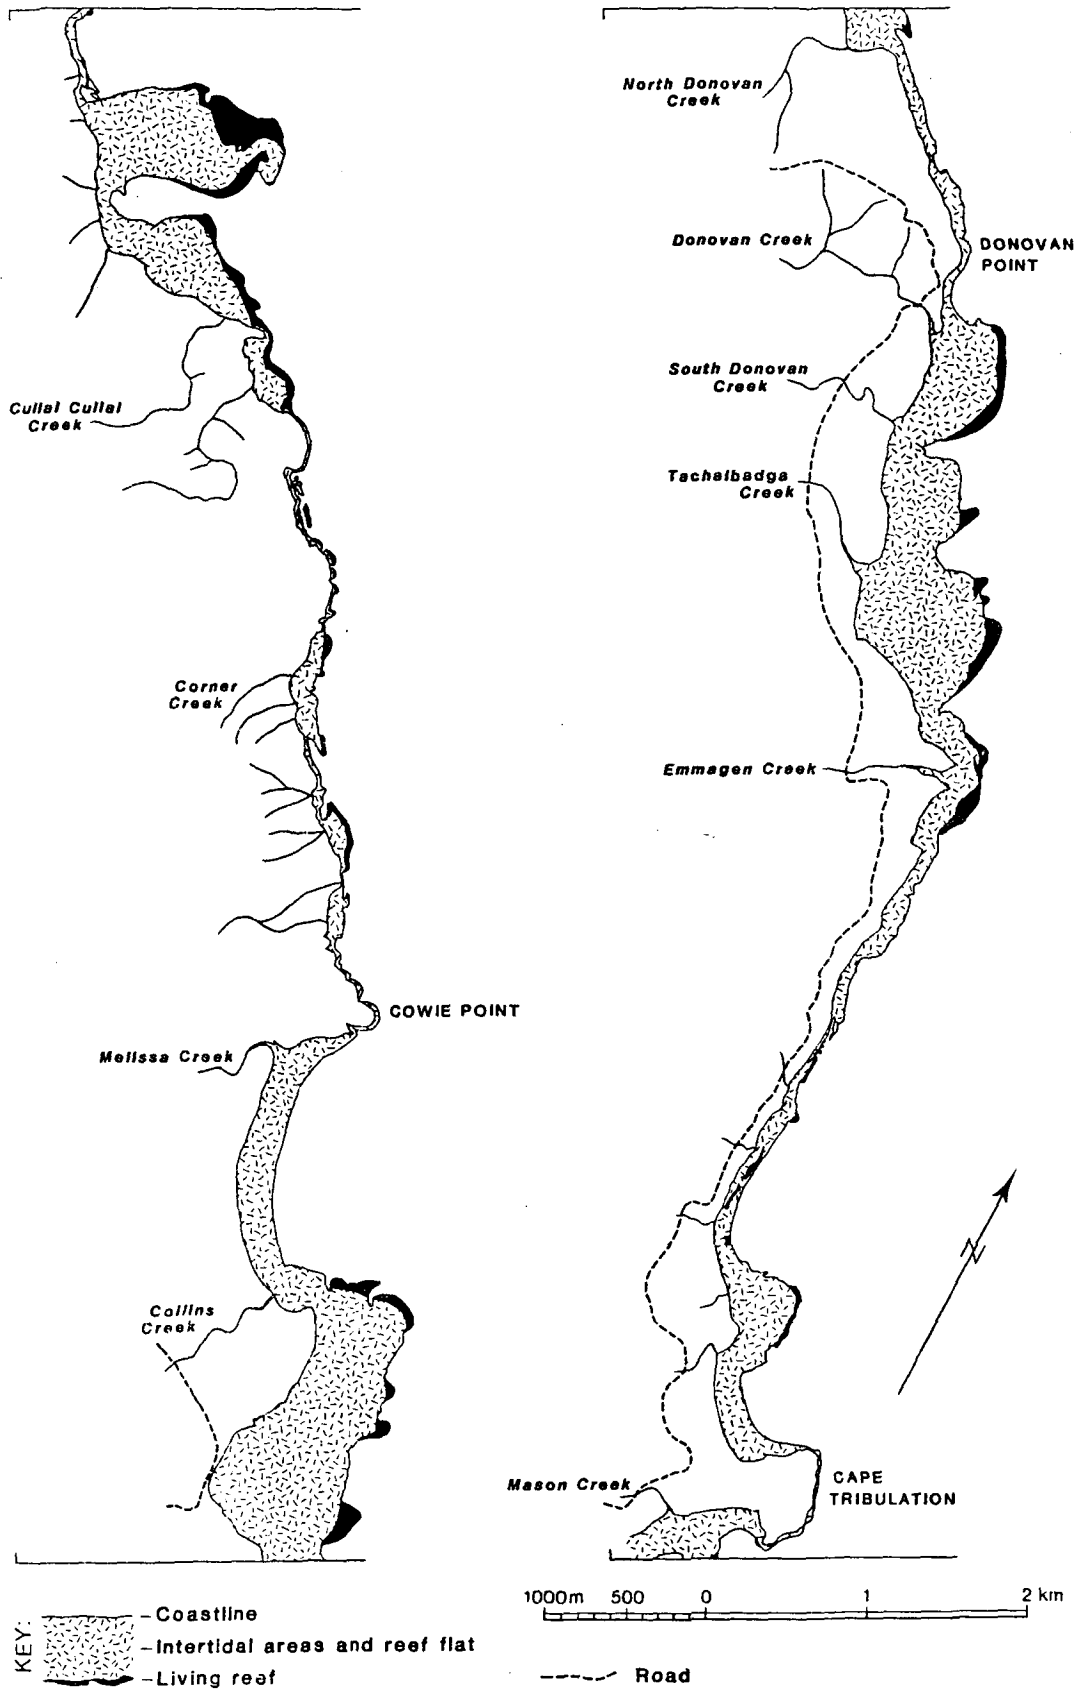 Cullal Cullal
Creek
Corner
Creek
COWIE POINT
Melissa Creek
Collins
Creek
North Donovan
Creek
Donovan Creek
DONOVAN
POINT
South Donovan
Creek
Tachalbadga
Creek
Emmagen Creek
N
Mason Creek
CAPE
TRIBULATION
KEY:
Coastline
Intertidal areas and reef flat
Living reef
1000m 500 0 1 2 km
Road